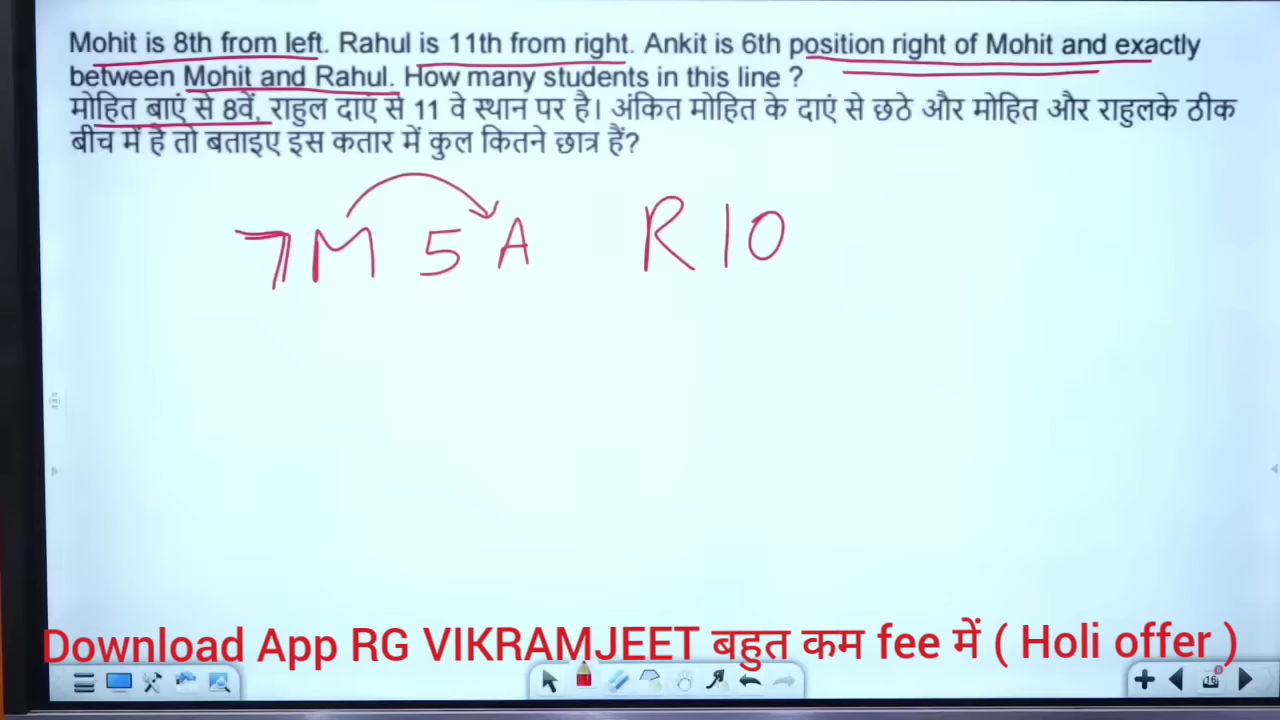 Mohit is 8th from left. Rahul is 11th from right. Ankit is 6th position right of Mohit and exactly
between Mohit and Rahul. How many students in this line ?
मोहित बाएं से 8वें, राहुल दाएं से 11 वे स्थान पर है। अंकित मोहित के दाएं से छठे और मोहित और राहुलके ठीक
बीच में है तो बताइए इस कतार में कुल कितने छात्र हैं?
7 M 5 A R 10
Download App RG VIKRAMJEET बहुत कम fee में ( Holi offer )
16